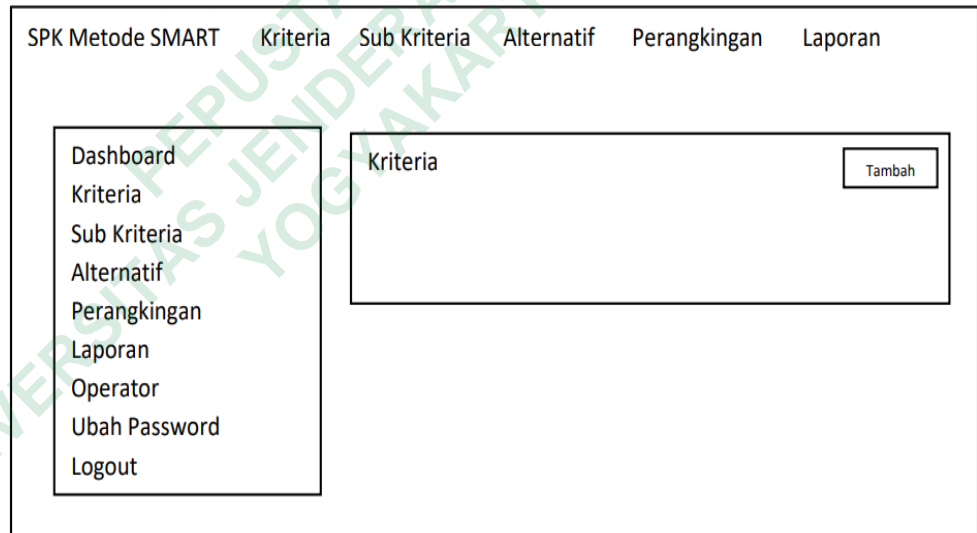 SPK Metode SMART Kriteria Sub Kriteria Alternatif Perangkingan Laporan
Dashboard
Kriteria
Sub Kriteria
Alternatif
Perangkingan
Laporan
Operator
Ubah Password
Logout
Kriteria
Tambah